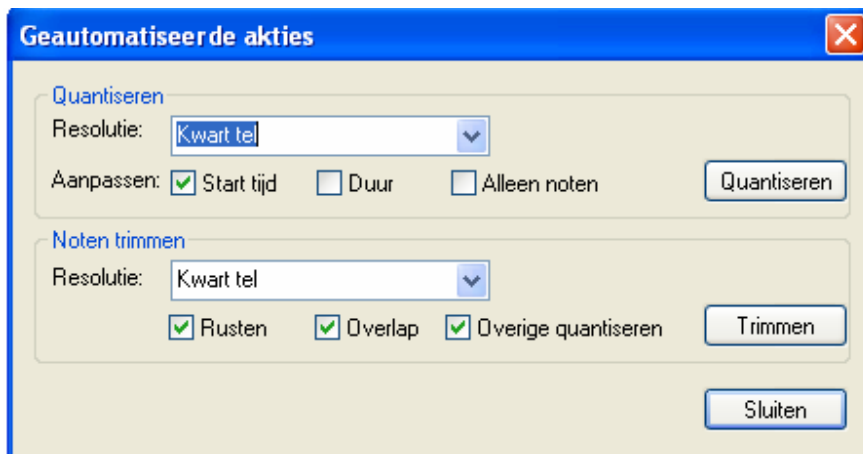 Geautomatiseerde akties
Quantiseren
Resolutie: Kwart tel
Aanpassen: Start tijd Duur Alleen noten Quantiseren
Noten trimmen
Resolutie: Kwart tel
Rusten Overlap Overige quantiseren Trimmen
Sluiten